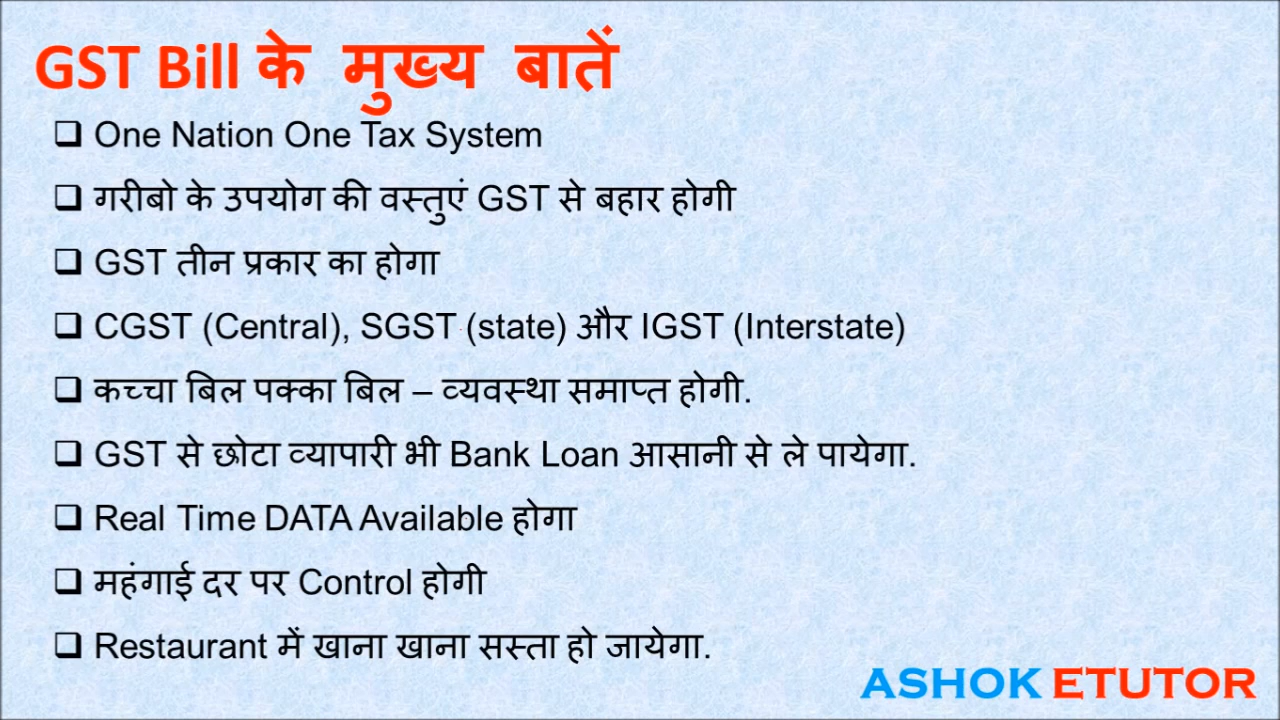 GST Bill के मुख्य बातें
❑ One Nation One Tax System
❑ गरीबो के उपयोग की वस्तुएं GST से बहार होगी
❑ GST तीन प्रकार का होगा
❑ CGST (Central), SGST (state) और IGST (Interstate)
❑ कच्चा बिल पक्का बिल – व्यवस्था समाप्त होगी.
❑ GST से छोटा व्यापारी भी Bank Loan आसानी से ले पायेगा.
❑ Real Time DATA Available होगा
❑ महंगाई दर पर Control होगी
❑ Restaurant में खाना खाना सस्ता हो जायेगा.
ASHOK ETUTOR